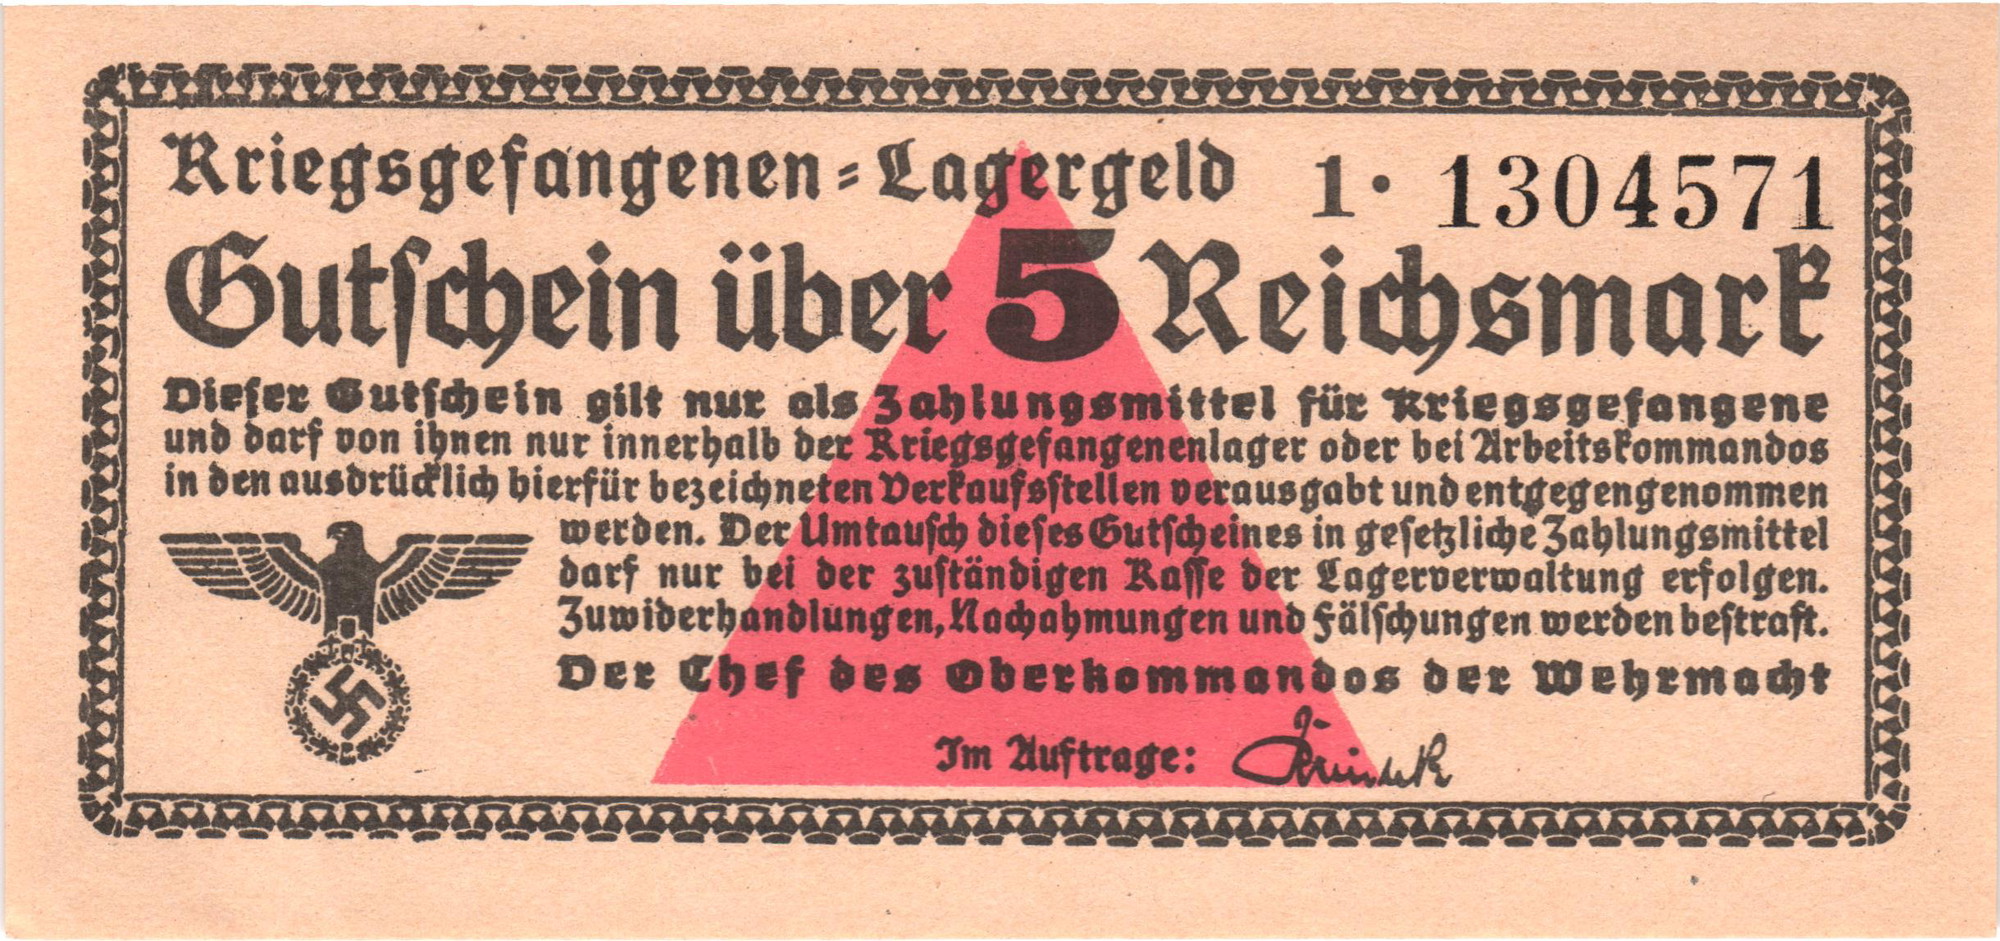 Kriegsgefangenen=Lagergeld 1· 1304571
Gutschein über 5 Reichsmark
Dieser Gutschein gilt nur als Zahlungsmittel für Kriegsgefangene
und darf von ihnen nur innerhalb der Kriegsgefangenenlager oder bei Arbeitskommandos
in den ausdrücklich hierfür bezeichneten Verkaufsstellen verausgabt und entgegengenommen
werden. Der Umtausch dieses Gutscheines in gesetzliche Zahlungsmittel
darf nur bei der zuständigen Kasse der Lagerverwaltung erfolgen.
Zuwiderhandlungen, Nachahmungen und Fälschungen werden bestraft.
Der Chef des Oberkommandos der Wehrmacht
Im Auftrage: